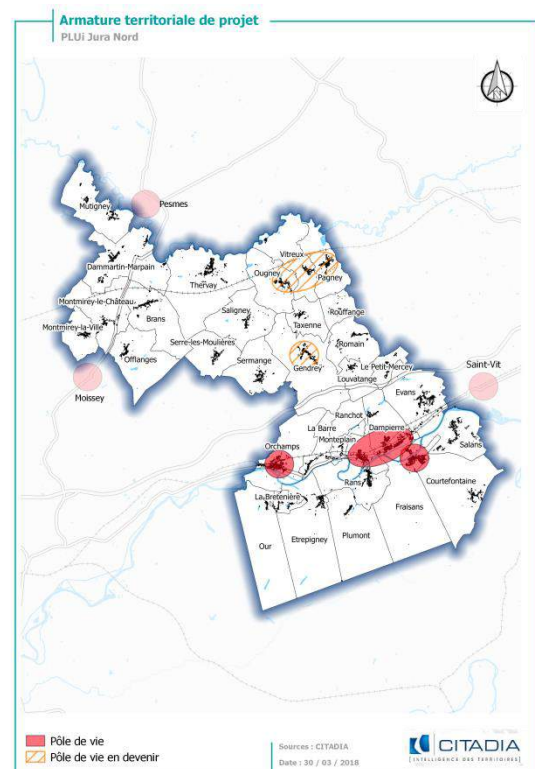 Armature territoriale de projet
PLUi Jura Nord
Pesmes
Mutigney
Dammartin-Marpain
Vitreux
Ougney
Pagney
Thervay
Montmirey-le-Château
Brans
Saligney
Rouffange
Taxenne
Montmirey-la-Ville
Romain
Offlanges
Serre-les-Moulières
Sermange
Gendrey
Le Petit-Mercey
Louvatange
Saint-Vit
Moissey
Evans
Ranchot
La Barre
Dampierre
Monteplain
Orchamps
Salans
Rans
Courtefontaine
La Bretenière
Fraisans
Plumont
Etrepigney
Our
Pôle de vie
Pôle de vie en devenir
Sources : CITADIA
Date : 30 / 03 / 2018
CITADIA
[ INTELLIGENCE DES TERRITOIRES ]